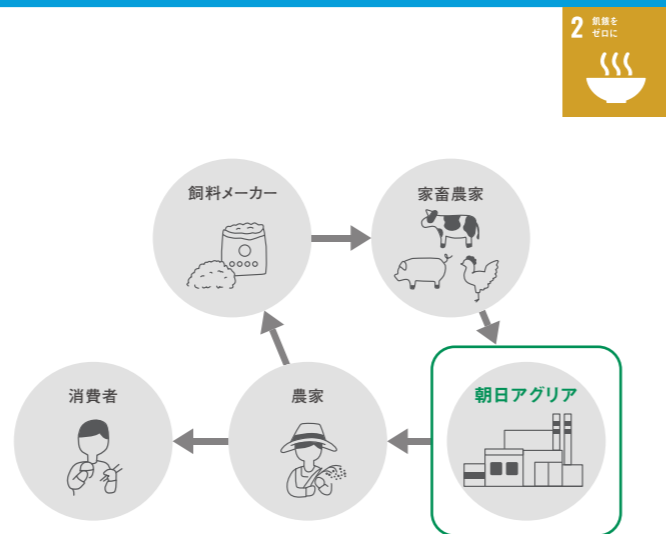 2 飢餓を
ゼロに
飼料メーカー
家畜農家
消費者
農家
朝日アグリア